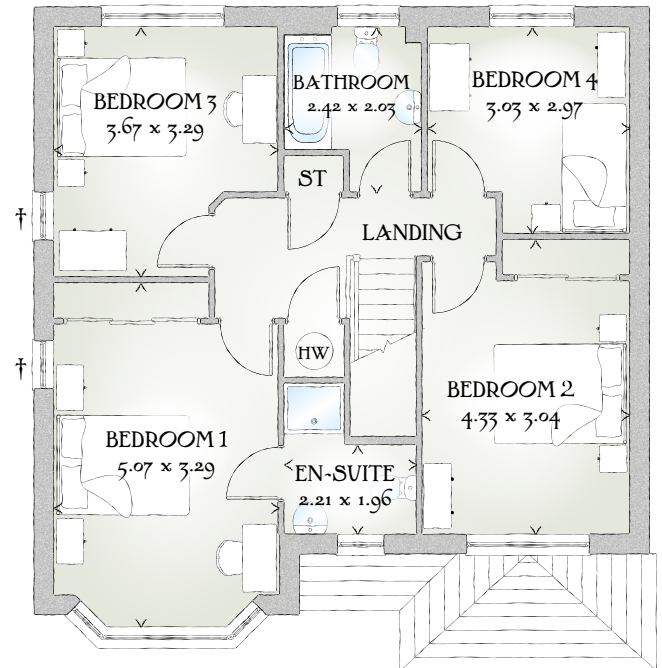 BEDROOM 3
3.67 x 3.29
BATHROOM
2.42 x 2.03
BEDROOM 4
3.03 x 2.97
ST
†
LANDING
HW
†
BEDROOM 2
4.33 x 3.04
BEDROOM 1
5.07 x 3.29
EN-SUITE
2.21 x 1.96